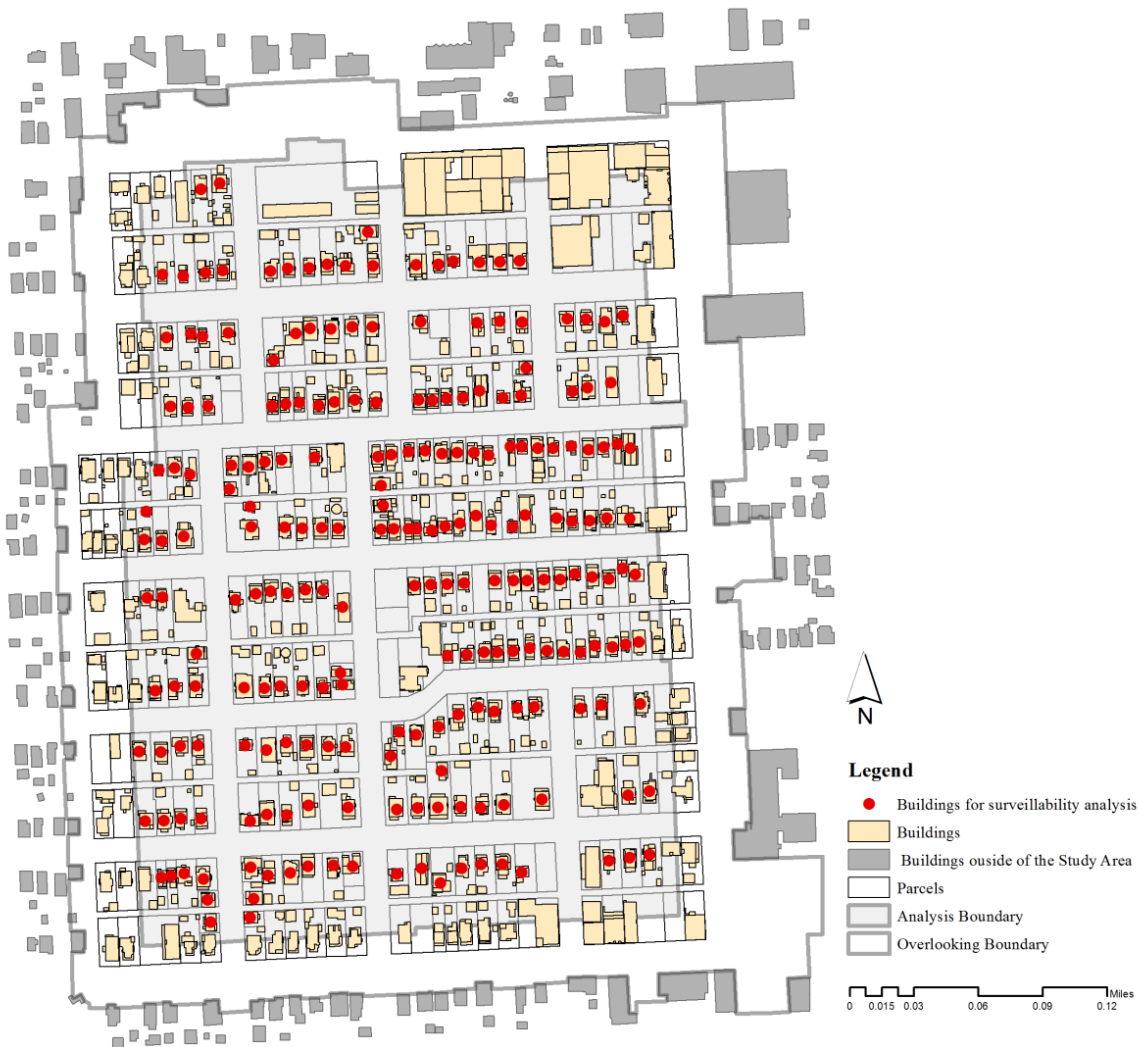 N
Legend
Buildings for surveillability analysis
Buildings
Buildings ouside of the Study Area
Parcels
Analysis Boundary
Overlooking Boundary
Miles
0 0.015 0.03 0.06 0.09 0.12